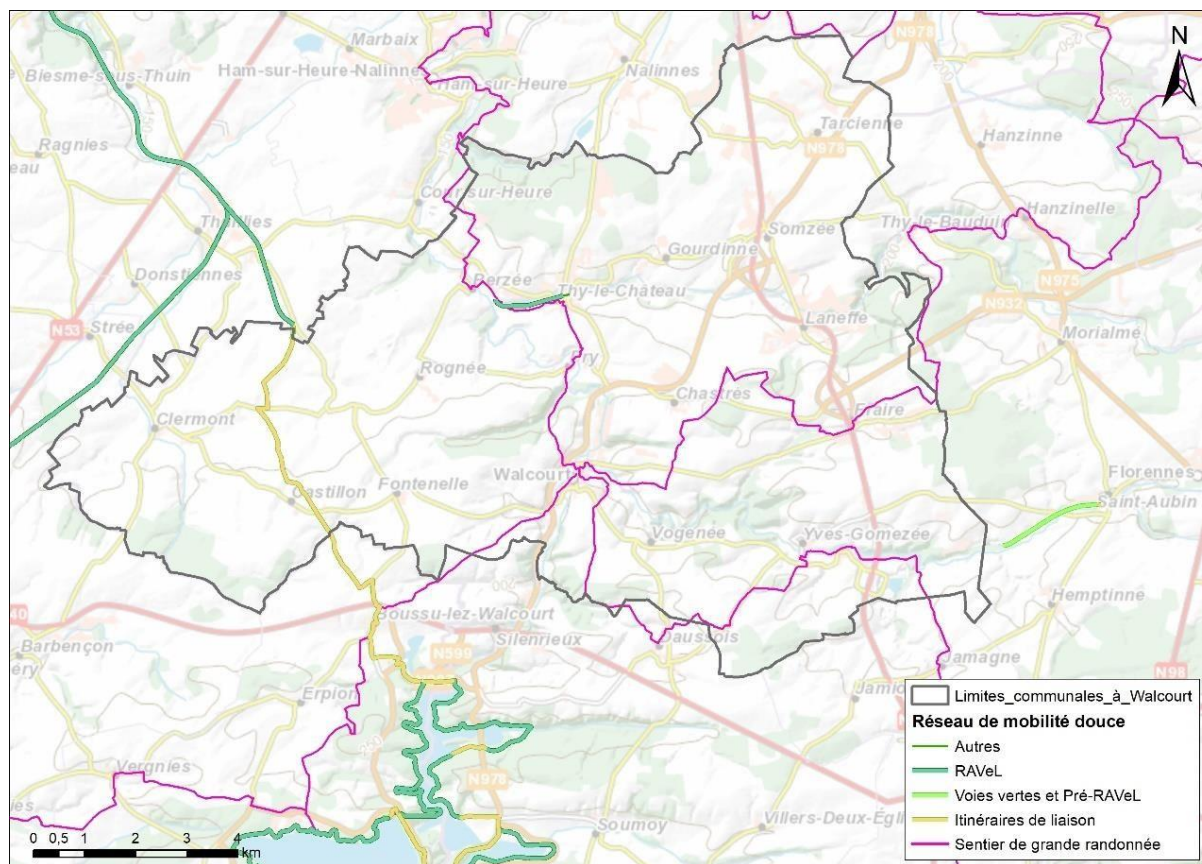 Marbaix
N978
N
Biesme-sous-Thuin
Ham-sur-Heure-Nalinne
Nalinnes
Ham-sur-Heure
Tarcienne
N978
Hanzinne
Ragnies
Cour-sur-Heure
Thy-le-Bauduin
Hanzinelle
Somzée
Gourdinne
Donstiennes
Berzée
Thy-le-Château
N975
N932
N53
Strée
Laneffe
Morialmé
Rognée
Pry
Chastrès
Fraire
Clermont
Walcourt
Florennes
Saint-Aubin
Castillon
Fontenelle
Vogenée
Yves-Gomezée
Hemptinne
Boussu-lez-Walcourt
Silenrieux
Daussois
Barbençon
N599
Jamagne
N98
Erpion
Jamio
Limites_communales_à_Walcourt
Réseau de mobilité douce
Autres
RAVeL
Voies vertes et Pré-RAVeL
Itinéraires de liaison
Sentier de grande randonnée
Vergnies
N978
Soumoy
Villers-Deux-Égli
0 0,5 1 2 3 4
km